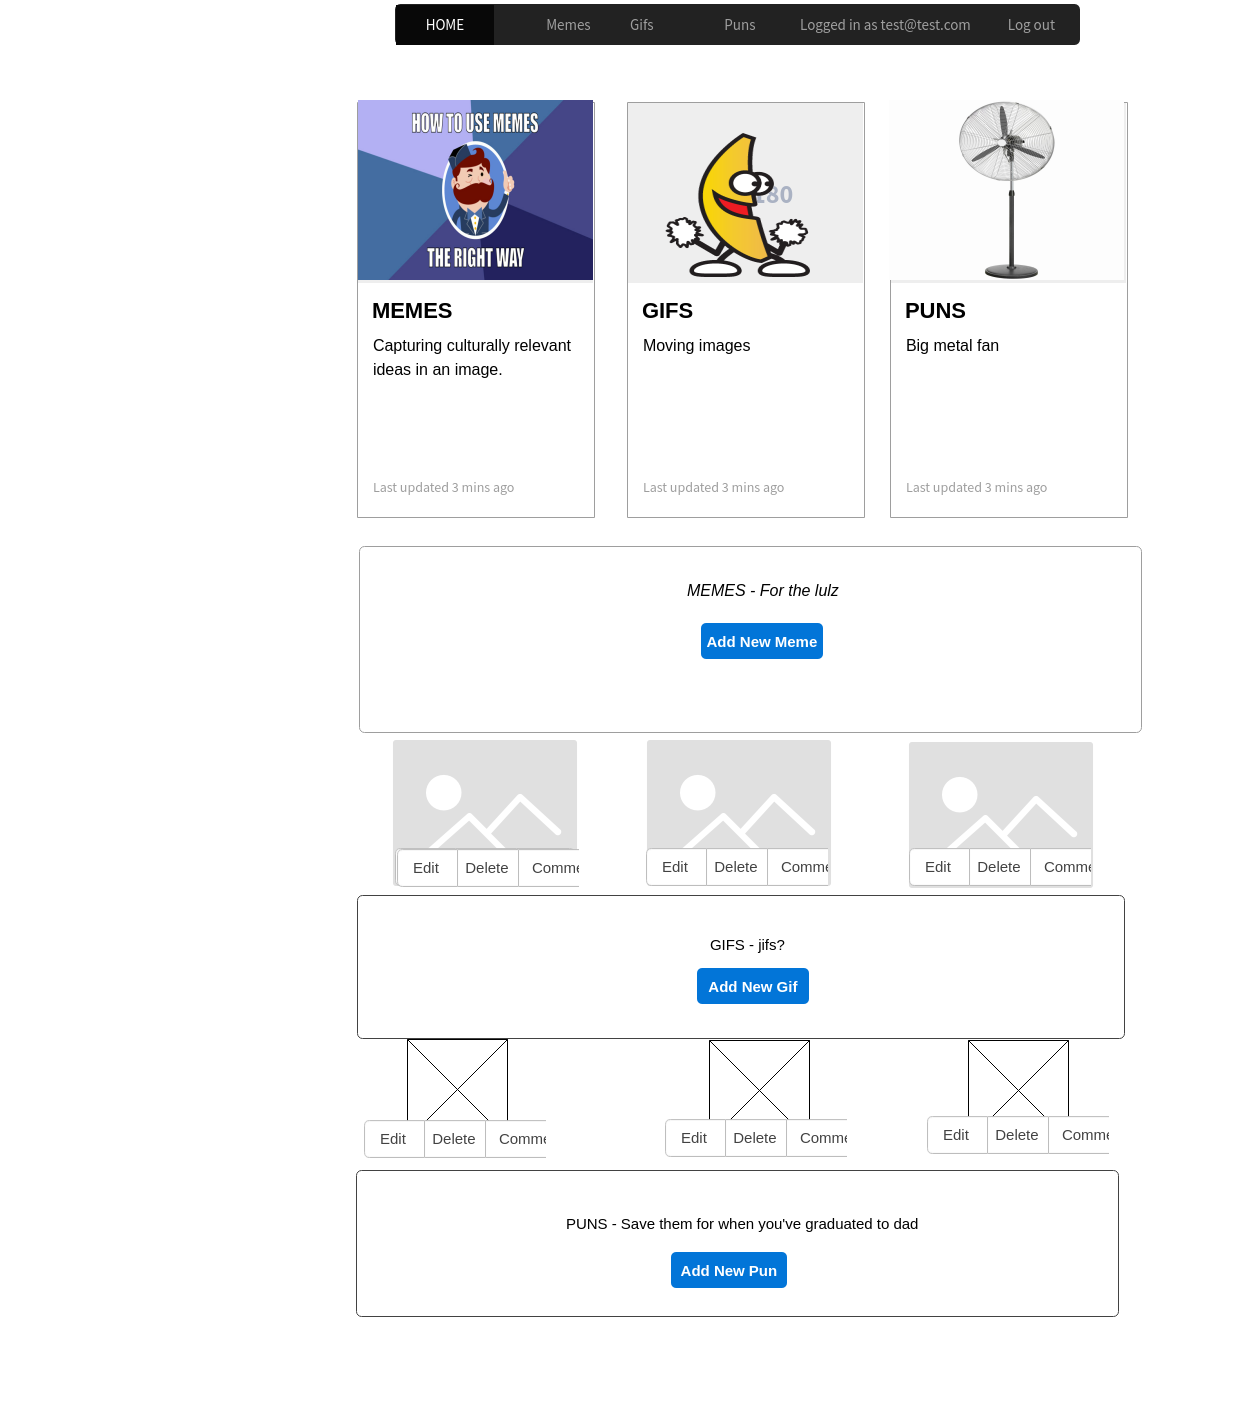 HOME Memes Gifs Puns Logged in as test@test.com Log out
HOW TO USE MEMES
THE RIGHT WAY
180
MEMES
Capturing culturally relevant
ideas in an image.
Last updated 3 mins ago
GIFS
Moving images
Last updated 3 mins ago
PUNS
Big metal fan
Last updated 3 mins ago
MEMES - For the lulz
Add New Meme
Edit Delete Comme
Edit Delete Comme
Edit Delete Comme
GIFS - jifs?
Add New Gif
Edit Delete Comme
Edit Delete Comme
Edit Delete Comme
PUNS - Save them for when you've graduated to dad
Add New Pun